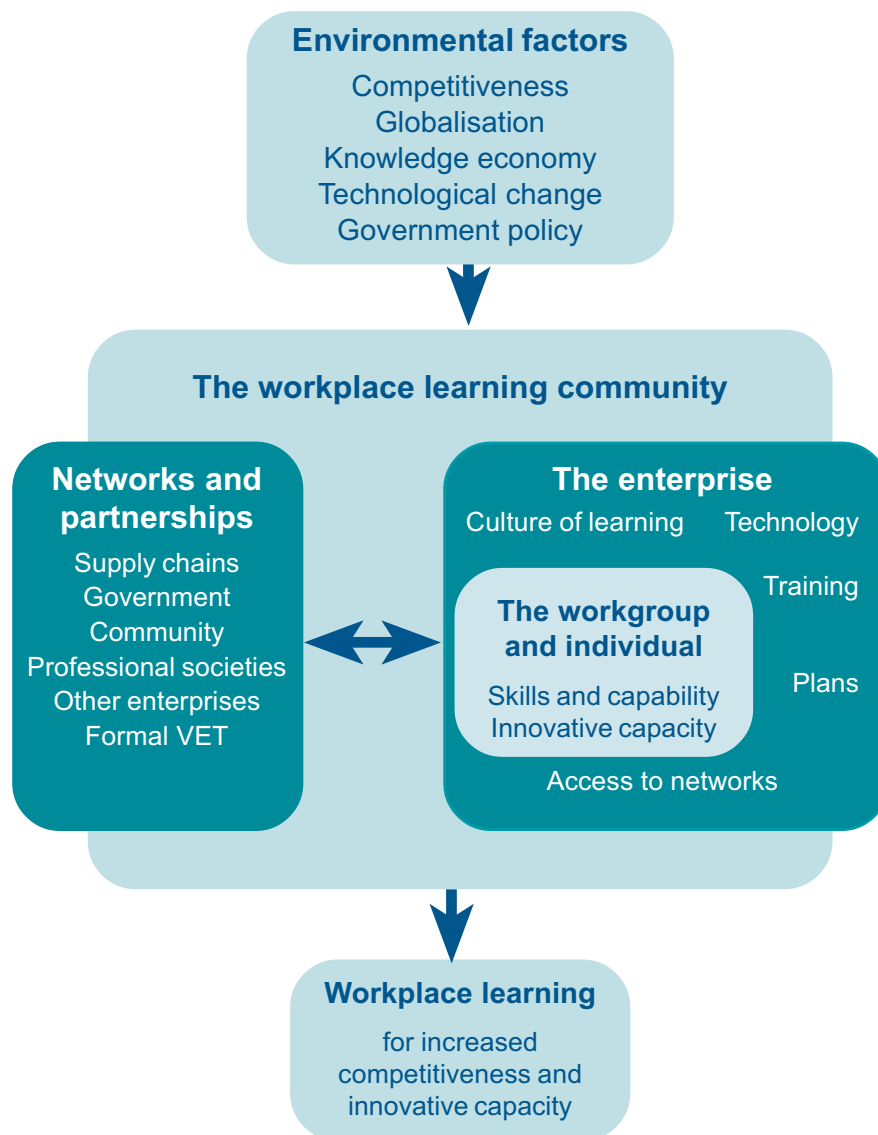 Environmental factors
Competitiveness
Globalisation
Knowledge economy
Technological change
Government policy
The workplace learning community
Networks and
partnerships
Supply chains
Government
Community
Professional societies
Other enterprises
Formal VET
The enterprise
Culture of learning
Technology
Training
Plans
The workgroup
and individual
Skills and capability
Innovative capacity
Access to networks
Workplace learning
for increased
competitiveness and
innovative capacity